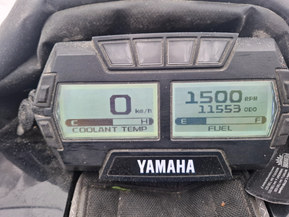 0 km/h
1500 RPM
11553 ODO
C H
E F
COOLANT TEMP
FUEL
YAMAHA